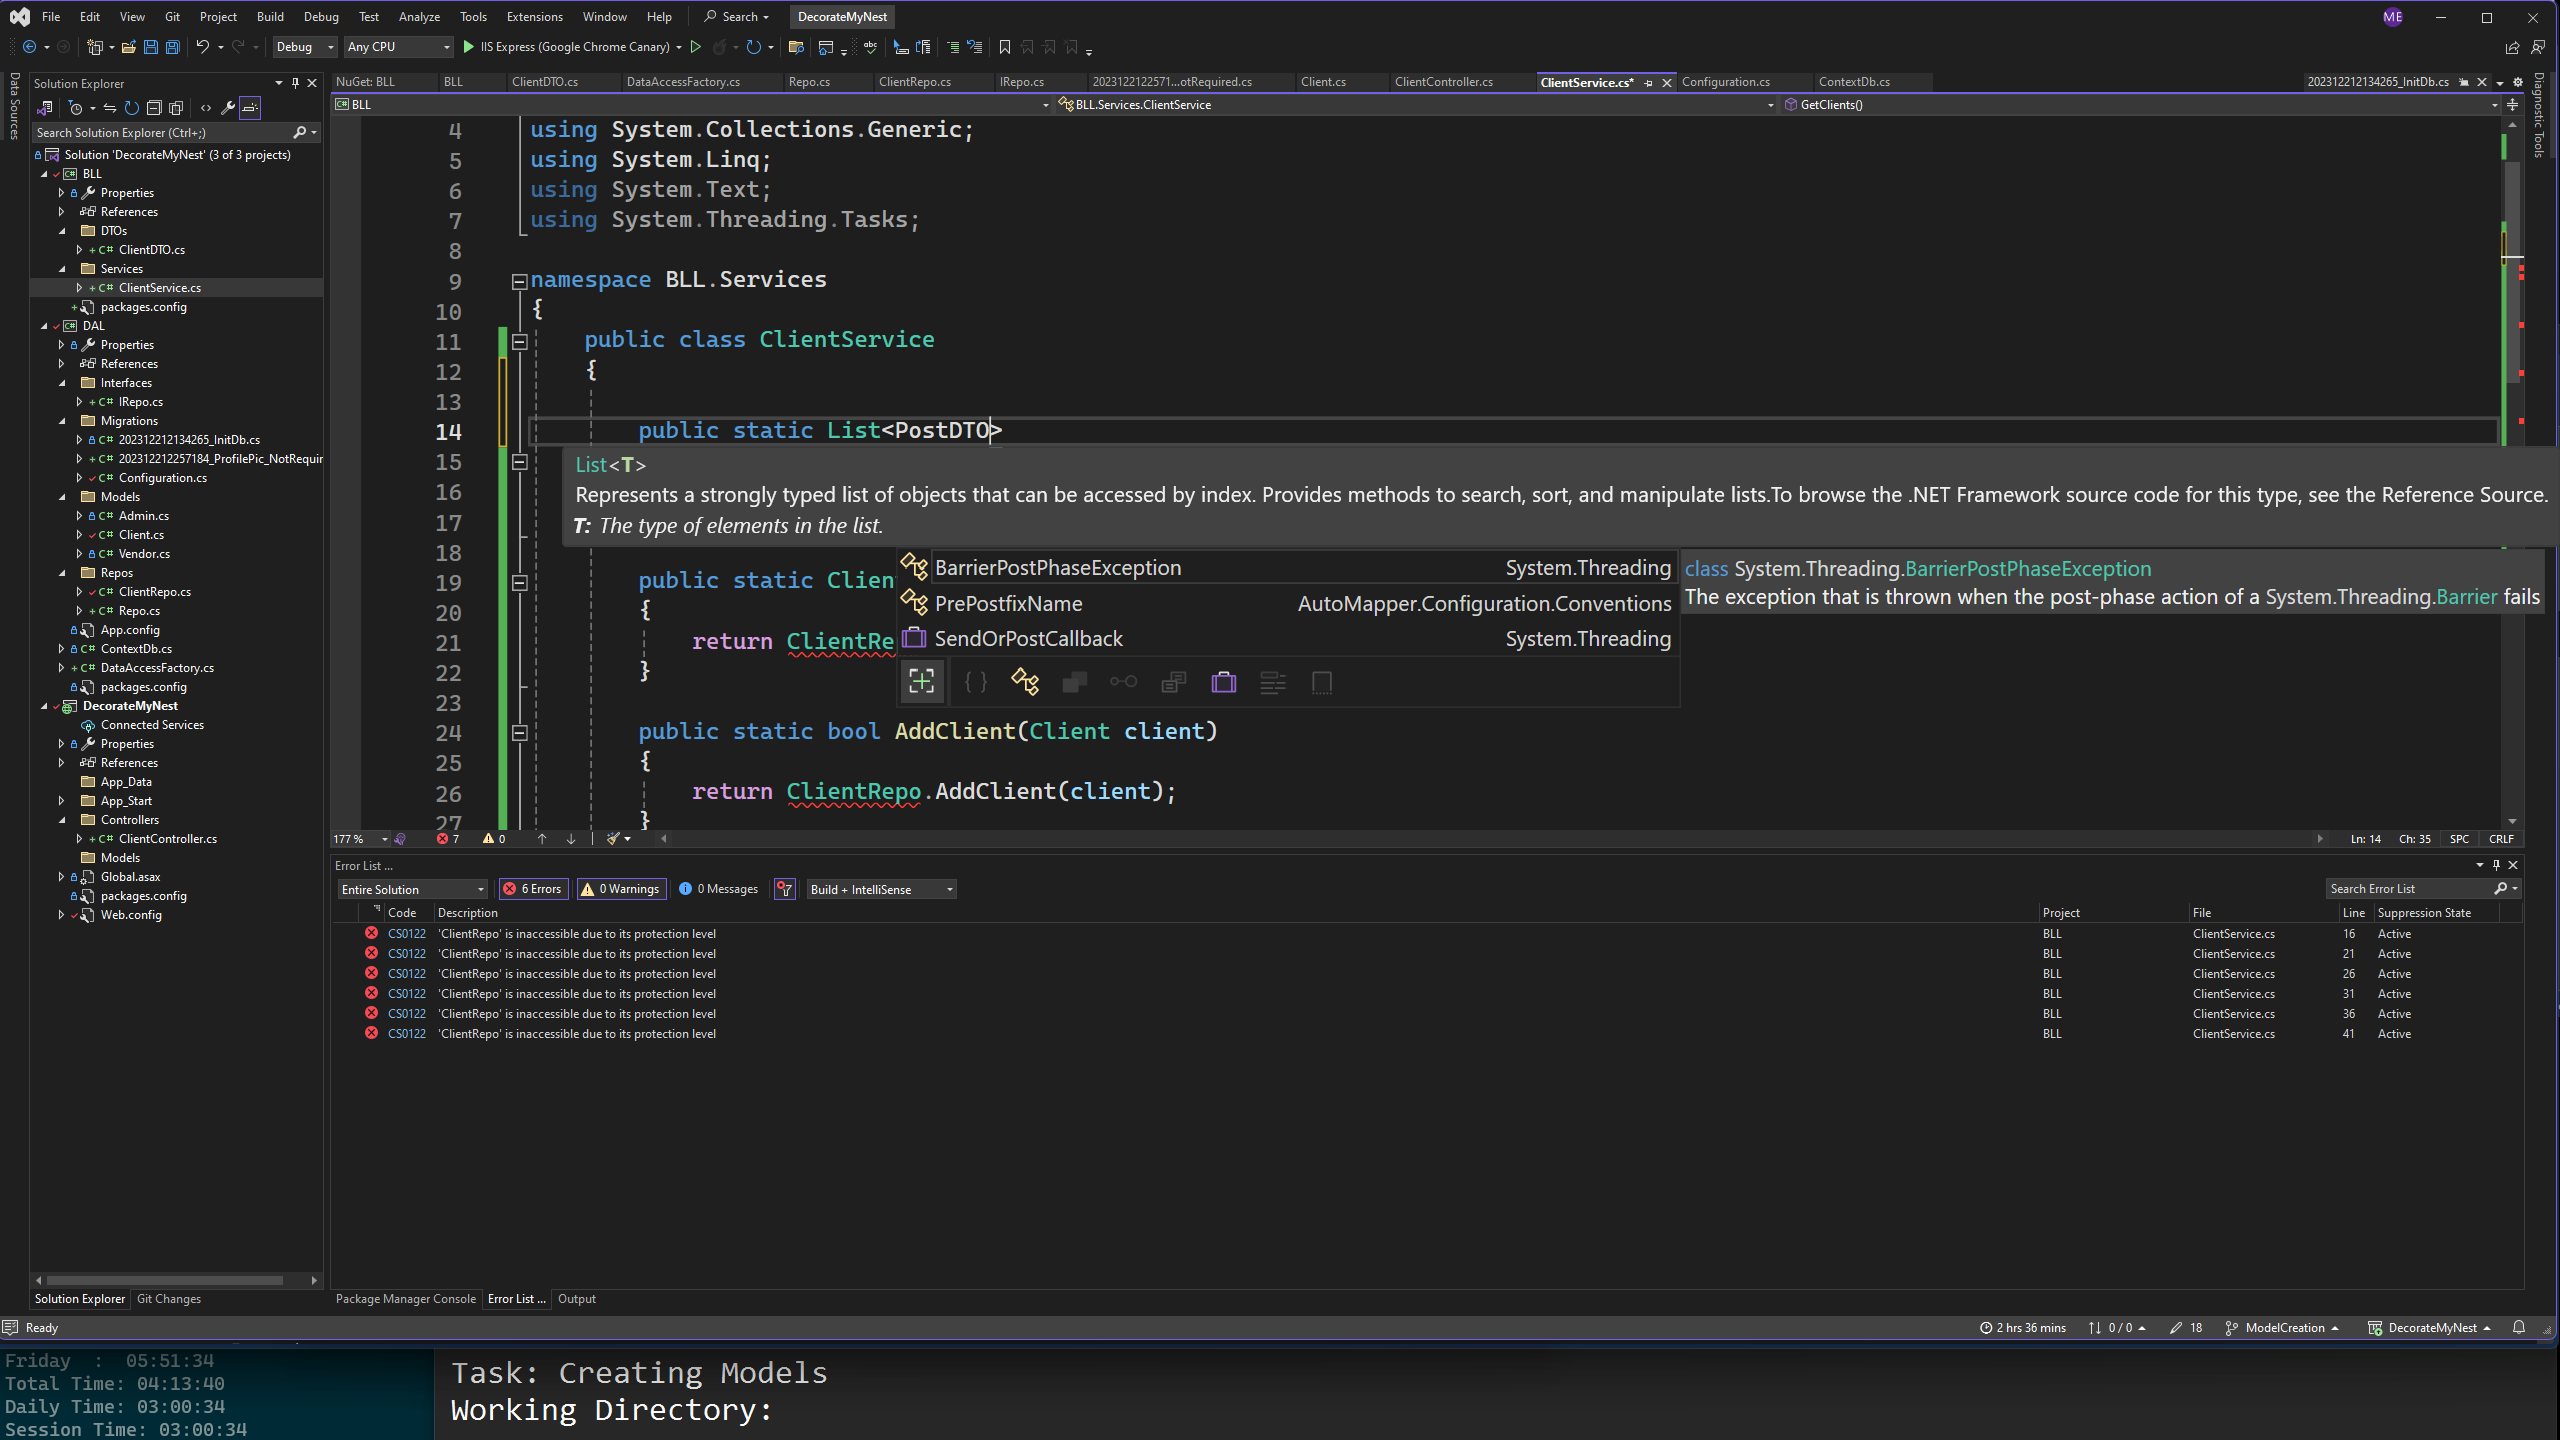 File Edit View Git Project Build Debug Test Analyze Tools Extensions Window Help Search DecorateMyNest ME
Debug Any CPU IIS Express (Google Chrome Canary)
Data Sources
Solution Explorer
Search Solution Explorer (Ctrl+;)
Solution 'DecorateMyNest' (3 of 3 projects)
C# BLL
Properties
References
DTOs
C# ClientDTO.cs
Services
C# ClientService.cs
packages.config
C# DAL
Properties
References
Interfaces
C# IRepo.cs
Migrations
C# 202312212134265_InitDb.cs
C# 202312212257184_ProfilePic_NotRequir
C# Configuration.cs
Models
C# Admin.cs
C# Client.cs
C# Vendor.cs
Repos
C# ClientRepo.cs
C# Repo.cs
App.config
C# ContextDb.cs
C# DataAccessFactory.cs
packages.config
DecorateMyNest
Connected Services
Properties
References
App_Data
App_Start
Controllers
C# ClientController.cs
Models
Global.asax
packages.config
Web.config
Solution Explorer Git Changes
NuGet: BLL BLL ClientDTO.cs DataAccessFactory.cs Repo.cs ClientRepo.cs IRepo.cs 2023122122571...otRequired.cs Client.cs ClientController.cs ClientService.cs* Configuration.cs ContextDb.cs 202312212134265_InitDb.cs
C# BLL BLL.Services.ClientService GetClients()
Diagnostic Tools
4 using System.Collections.Generic;
5 using System.Linq;
6 using System.Text;
7 using System.Threading.Tasks;
8
9 namespace BLL.Services
10 {
11 public class ClientService
12 {
13
14 public static List<PostDTO>
15
16
17
18
19 public static Clien
20 {
21 return ClientRe
22 }
23
24 public static bool AddClient(Client client)
25 {
26 return ClientRepo.AddClient(client);
27 }
List<T>
Represents a strongly typed list of objects that can be accessed by index. Provides methods to search, sort, and manipulate lists.To browse the .NET Framework source code for this type, see the Reference Source.
T: The type of elements in the list.
BarrierPostPhaseException System.Threading
PrePostfixName AutoMapper.Configuration.Conventions
SendOrPostCallback System.Threading
class System.Threading.BarrierPostPhaseException
The exception that is thrown when the post-phase action of a System.Threading.Barrier fails
177 % 7 0 Ln: 14 Ch: 35 SPC CRLF
Error List ...
Entire Solution 6 Errors 0 Warnings 0 Messages Build + IntelliSense Search Error List
Code Description Project File Line Suppression State
CS0122 'ClientRepo' is inaccessible due to its protection level BLL ClientService.cs 16 Active
CS0122 'ClientRepo' is inaccessible due to its protection level BLL ClientService.cs 21 Active
CS0122 'ClientRepo' is inaccessible due to its protection level BLL ClientService.cs 26 Active
CS0122 'ClientRepo' is inaccessible due to its protection level BLL ClientService.cs 31 Active
CS0122 'ClientRepo' is inaccessible due to its protection level BLL ClientService.cs 36 Active
CS0122 'ClientRepo' is inaccessible due to its protection level BLL ClientService.cs 41 Active
Package Manager Console Error List ... Output
Ready 2 hrs 36 mins 0 / 0 18 ModelCreation DecorateMyNest
Friday : 05:51:34
Total Time: 04:13:40
Daily Time: 03:00:34
Session Time: 03:00:34
Task: Creating Models
Working Directory: